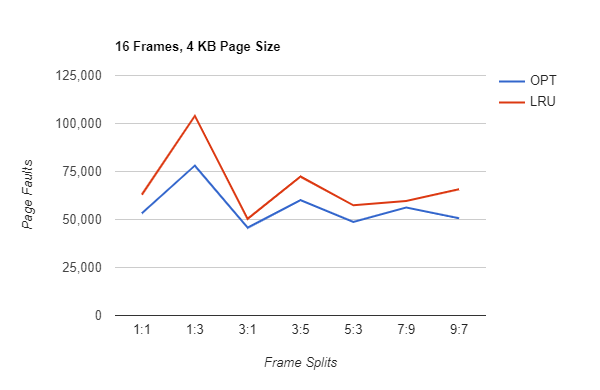 16 Frames, 4 KB Page Size
125,000
100,000
75,000
50,000
25,000
0
Page Faults
1:1 1:3 3:1 3:5 5:3 7:9 9:7
Frame Splits
OPT
LRU